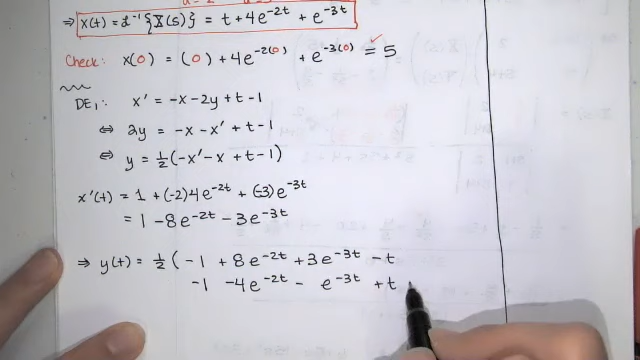 ⇒ x(t) = ℒ⁻¹{X(s)} = t + 4e^{-2t} + e^{-3t}
Check: x(0) = (0) + 4e^{-2(0)} + e^{-3(0)} = 5 ✓
DE₁: x' = -x - 2y + t - 1
⇔ 2y = -x - x' + t - 1
⇔ y = ½(-x' - x + t - 1)
x'(t) = 1 + (-2)4e^{-2t} + (-3)e^{-3t}
= 1 - 8e^{-2t} - 3e^{-3t}
⇒ y(t) = ½( -1 + 8e^{-2t} + 3e^{-3t} - t
-1 - 4e^{-2t} - e^{-3t} + t